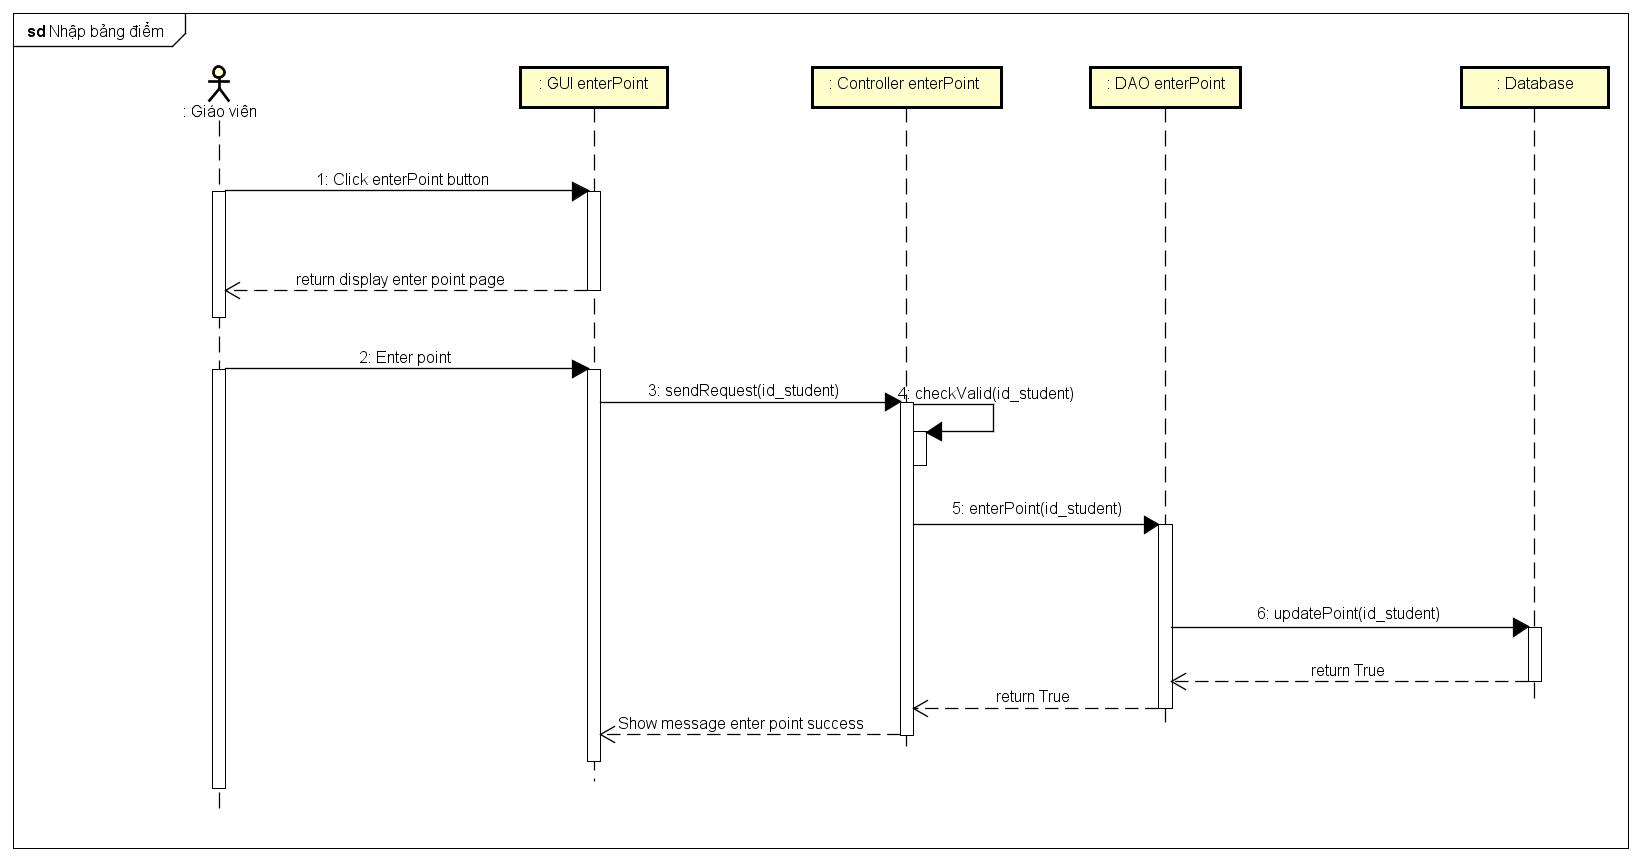 sd Nhập bảng điểm
: Giáo viên
: GUI enterPoint
: Controller enterPoint
: DAO enterPoint
: Database
1: Click enterPoint button
return display enter point page
2: Enter point
3: sendRequest(id_student)
4: checkValid(id_student)
5: enterPoint(id_student)
6: updatePoint(id_student)
return True
return True
Show message enter point success